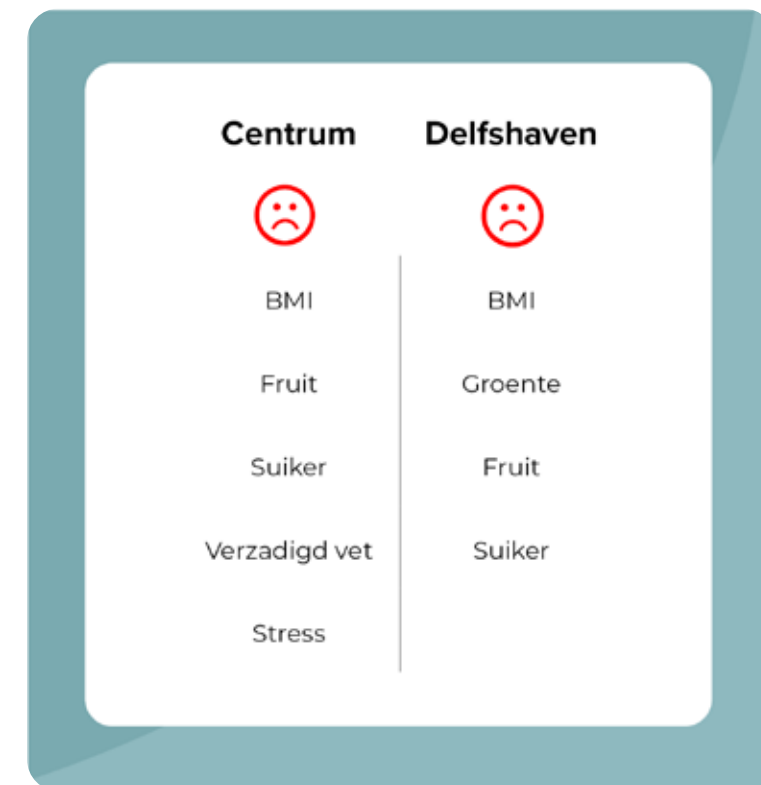 Centrum Delfshaven
BMI BMI
Fruit Groente
Suiker Fruit
Verzadigd vet Suiker
Stress